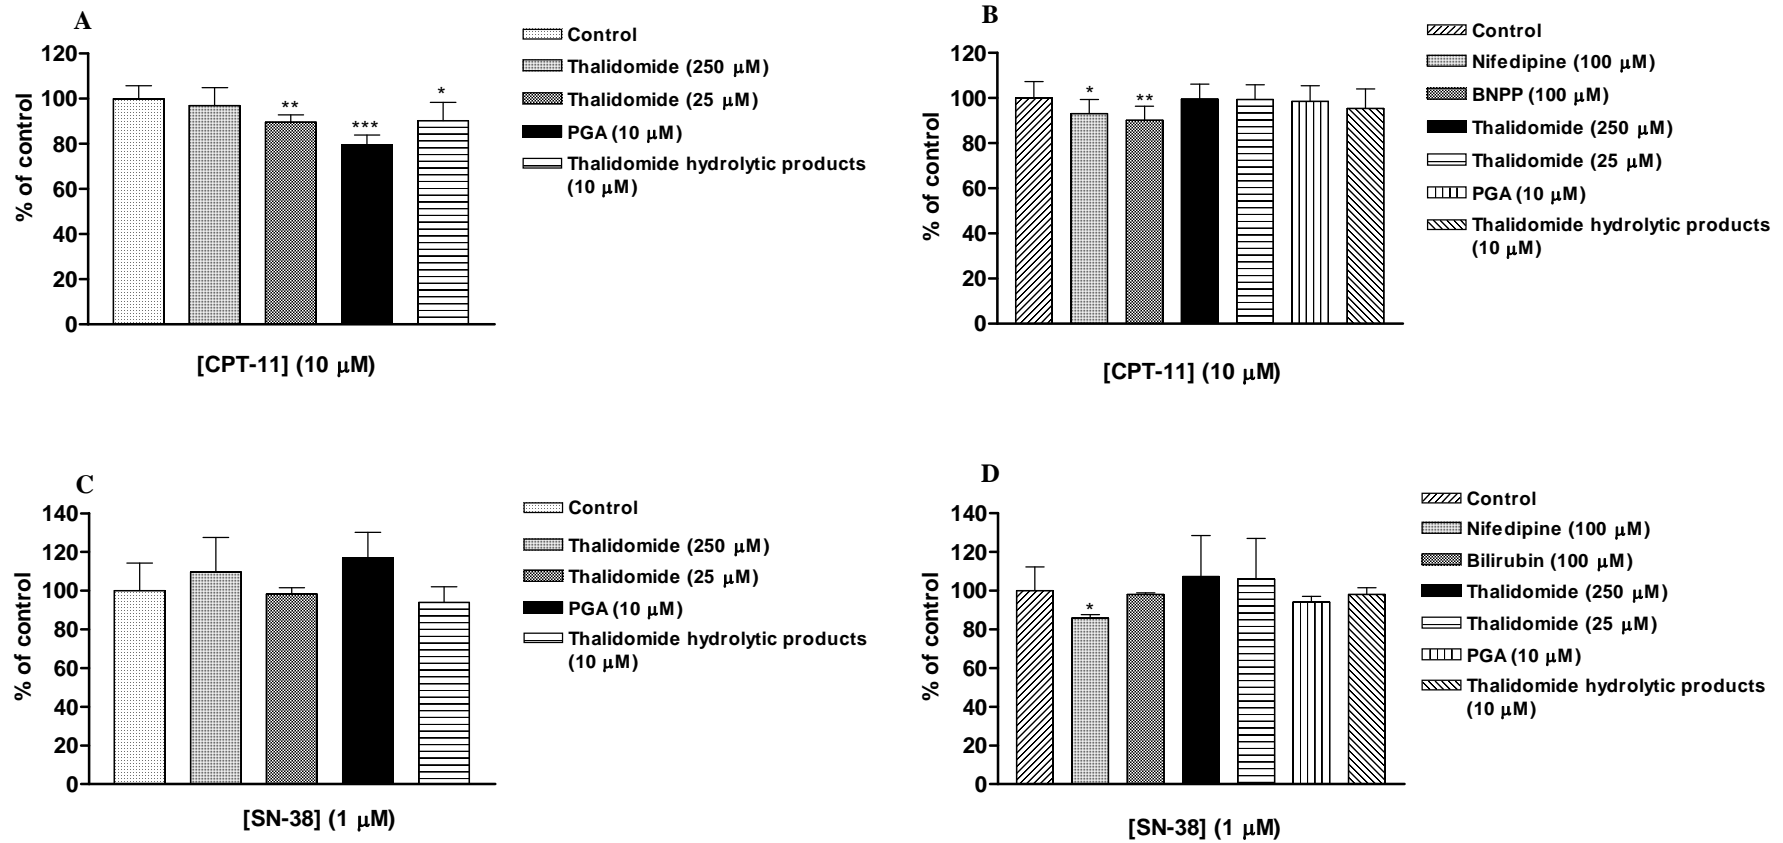 A
% of control
120
100
80
60
40
20
0
**
***
*
[CPT-11] (10 μM)
Control
Thalidomide (250 μM)
Thalidomide (25 μM)
PGA (10 μM)
Thalidomide hydrolytic products
(10 μM)
B
% of control
120
100
80
60
40
20
0
*
**
[CPT-11] (10 μM)
Control
Nifedipine (100 μM)
BNPP (100 μM)
Thalidomide (250 μM)
Thalidomide (25 μM)
PGA (10 μM)
Thalidomide hydrolytic products
(10 μM)
C
% of control
140
120
100
80
60
40
20
0
[SN-38] (1 μM)
Control
Thalidomide (250 μM)
Thalidomide (25 μM)
PGA (10 μM)
Thalidomide hydrolytic products
(10 μM)
D
% of control
140
120
100
80
60
40
20
0
*
[SN-38] (1 μM)
Control
Nifedipine (100 μM)
Bilirubin (100 μM)
Thalidomide (250 μM)
Thalidomide (25 μM)
PGA (10 μM)
Thalidomide hydrolytic products
(10 μM)